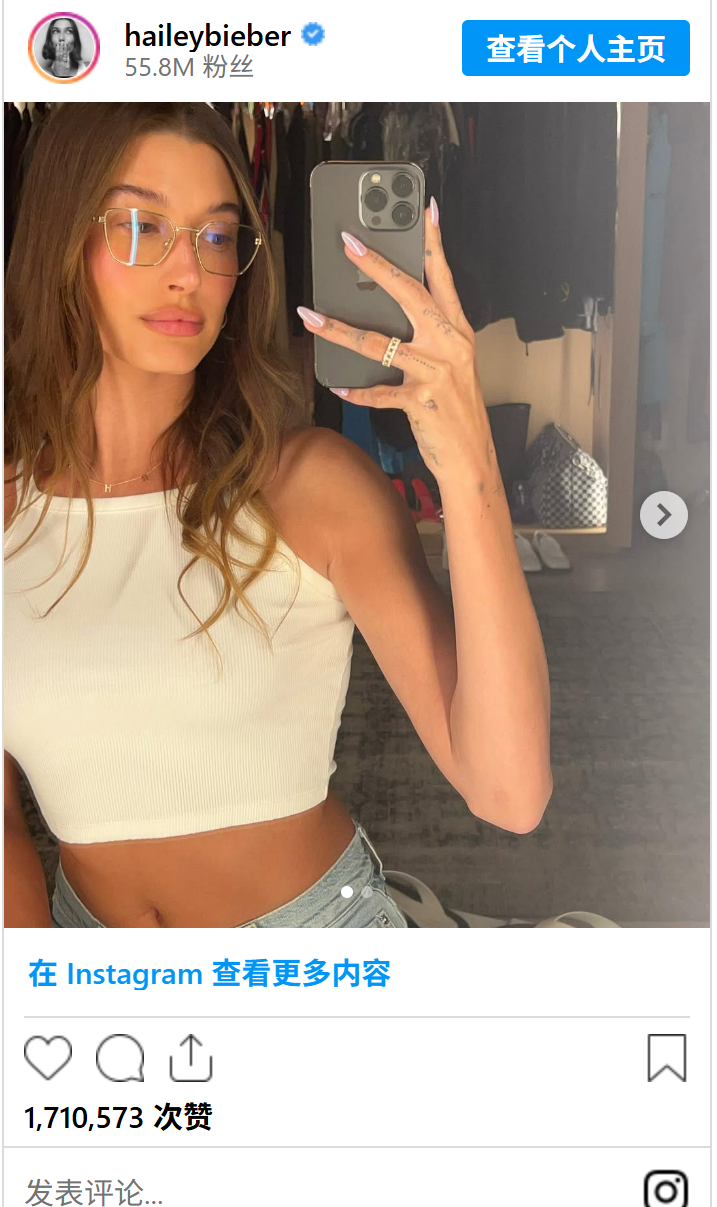 haileybieber
55.8M 粉丝
查看个人主页
H
在 Instagram 查看更多内容
1,710,573 次赞
发表评论...